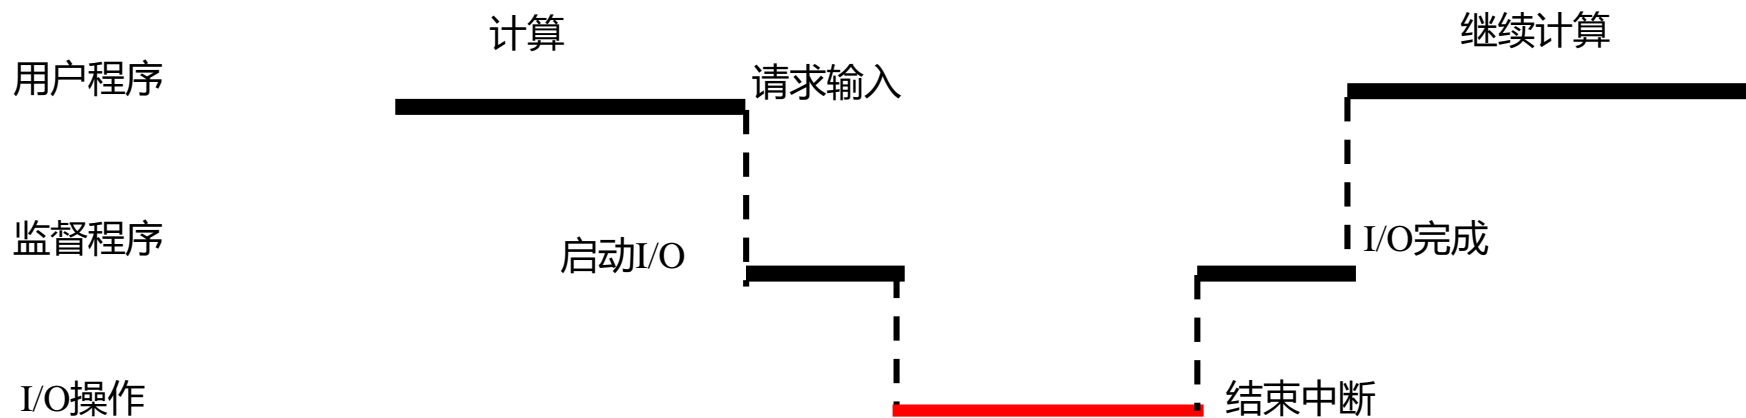 计算
继续计算
用户程序
请求输入
监督程序
启动I/O
I/O完成
I/O操作
结束中断